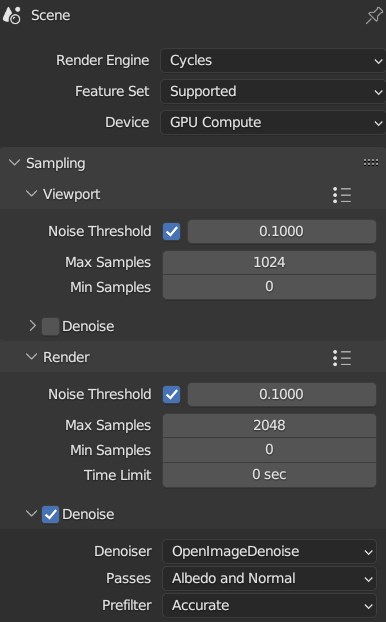 Scene
Render Engine Cycles
Feature Set Supported
Device GPU Compute
Sampling
Viewport
Noise Threshold 0.1000
Max Samples 1024
Min Samples 0
Denoise
Render
Noise Threshold 0.1000
Max Samples 2048
Min Samples 0
Time Limit 0 sec
Denoise
Denoiser OpenImageDenoise
Passes Albedo and Normal
Prefilter Accurate